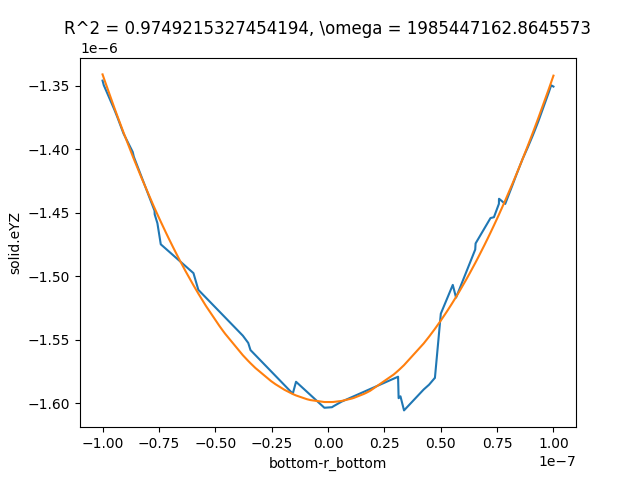 R^2 = 0.9749215327454194, \omega = 1985447162.8645573
1e−6
−1.35
−1.40
−1.45
−1.50
−1.55
−1.60
solid.eYZ
−1.00 −0.75 −0.50 −0.25 0.00 0.25 0.50 0.75 1.00
bottom-r_bottom
1e−7